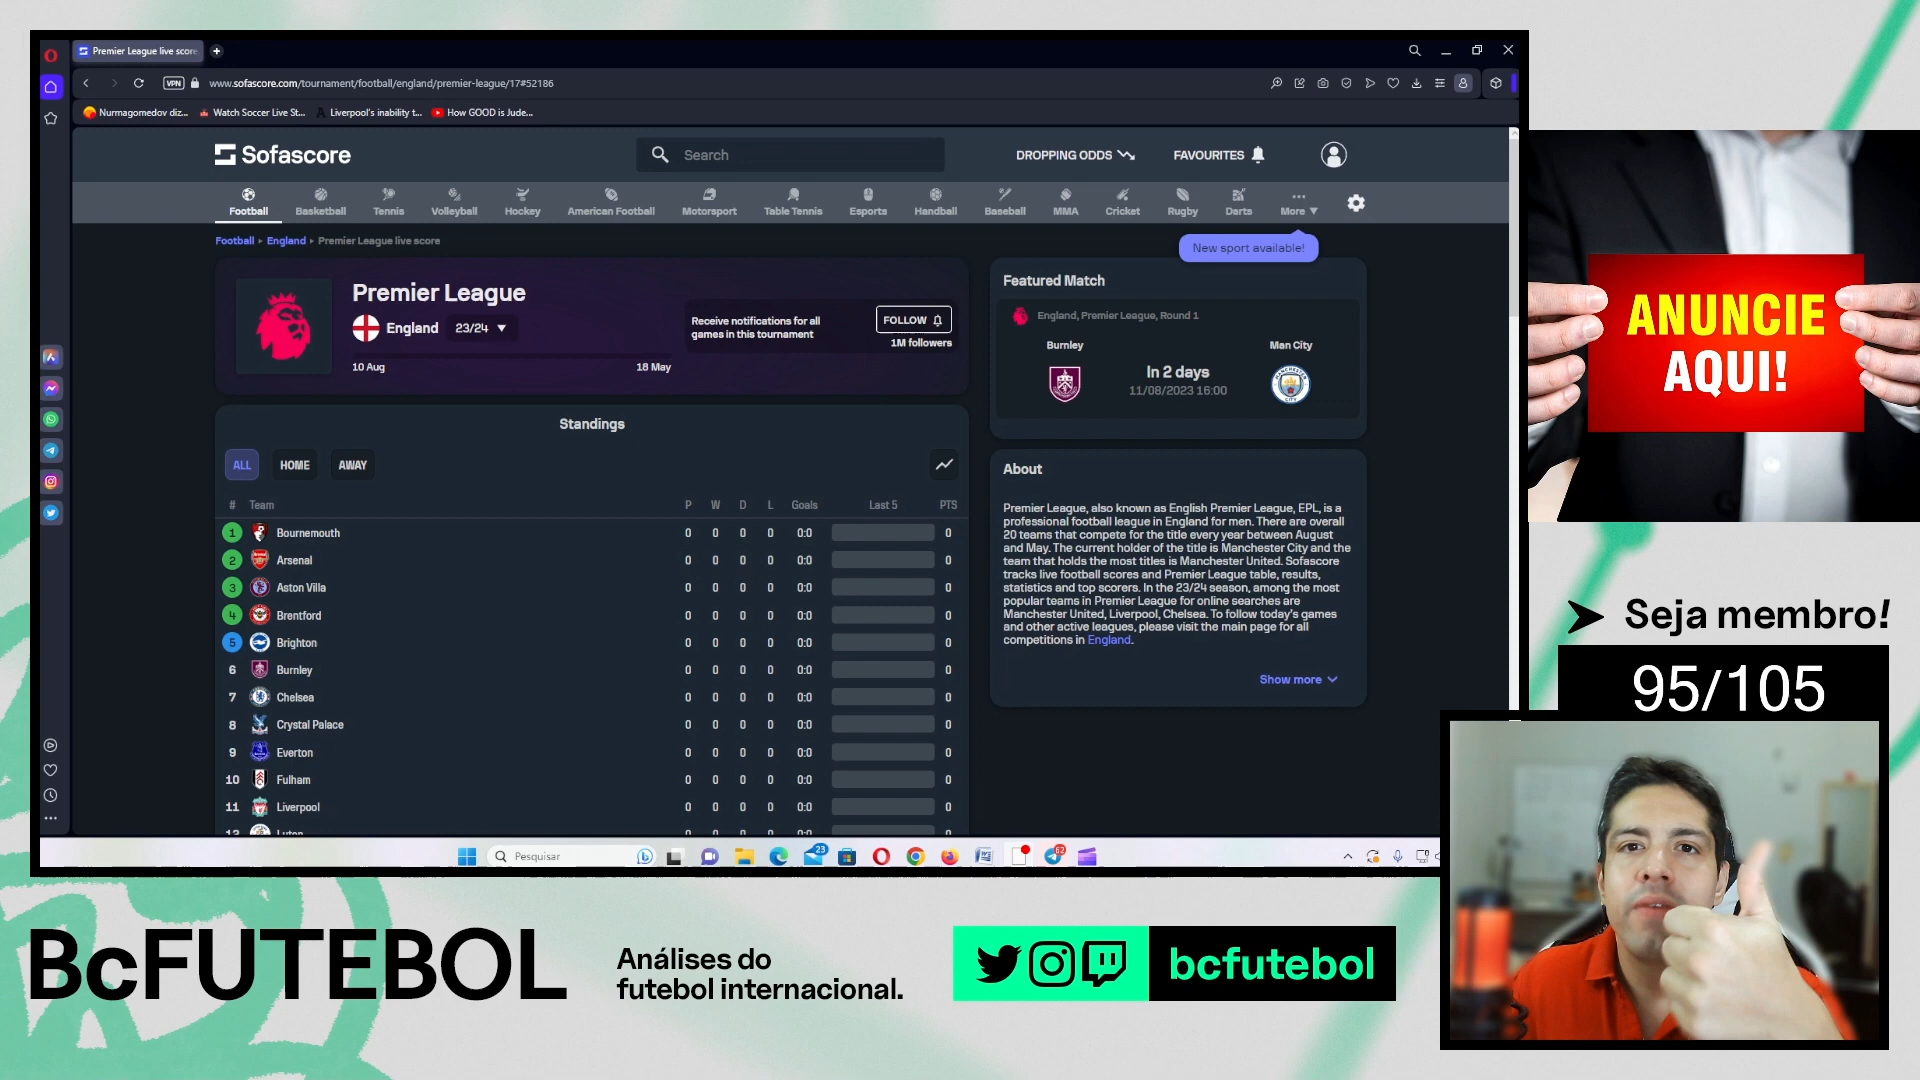 Premier League live score
VPN
www.sofascore.com/tournament/football/england/premier-league/17#52186
Nurmagomedov diz...
Watch Soccer Live St...
Liverpool's inability t...
How GOOD is Jude...
Sofascore
Search
DROPPING ODDS
FAVOURITES
Football
Basketball
Tennis
Volleyball
Hockey
American Football
Motorsport
Table Tennis
Esports
Handball
Baseball
MMA
Cricket
Rugby
Darts
More
New sport available!
Football
England
Premier League live score
Premier League
England
23/24
10 Aug
18 May
Receive notifications for all
games in this tournament
FOLLOW
1M followers
Standings
ALL
HOME
AWAY
# Team P W D L Goals Last 5 PTS
1 Bournemouth 0 0 0 0 0:0 0
2 Arsenal 0 0 0 0 0:0 0
3 Aston Villa 0 0 0 0 0:0 0
4 Brentford 0 0 0 0 0:0 0
5 Brighton 0 0 0 0 0:0 0
6 Burnley 0 0 0 0 0:0 0
7 Chelsea 0 0 0 0 0:0 0
8 Crystal Palace 0 0 0 0 0:0 0
9 Everton 0 0 0 0 0:0 0
10 Fulham 0 0 0 0 0:0 0
11 Liverpool 0 0 0 0 0:0 0
12 Luton 0 0 0 0 0:0 0
Featured Match
England, Premier League, Round 1
Burnley
In 2 days
11/08/2023 16:00
Man City
About
Premier League, also known as English Premier League, EPL, is a
professional football league in England for men. There are overall
20 teams that compete for the title every year between August
and May. The current holder of the title is Manchester City and the
team that holds the most titles is Manchester United. Sofascore
tracks live football scores and Premier League table, results,
statistics and top scorers. In the 23/24 season, among the most
popular teams in Premier League for online searches are
Manchester United, Liverpool, Chelsea. To follow today's games
and other active leagues, please visit the main page for all
competitions in England.
Show more
Pesquisar
23
62
ANUNCIE
AQUI!
Seja membro!
95/105
BcFUTEBOL
Análises do
futebol internacional.
bcfutebol